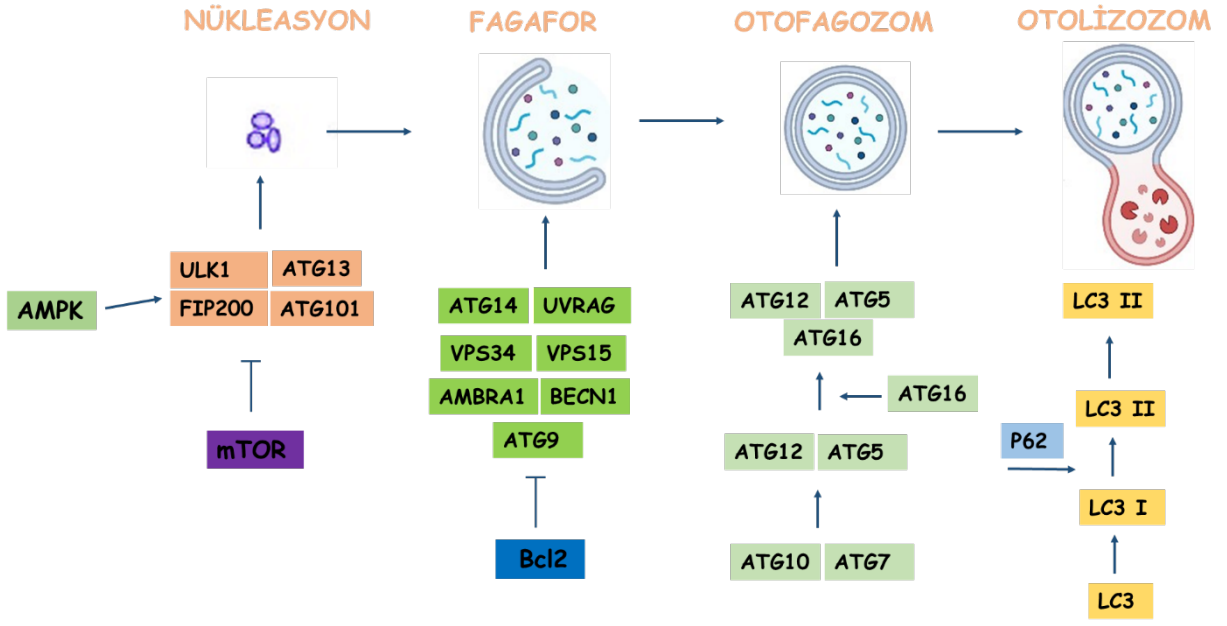 NÜKLEASYON
FAGAFOR
OTOFAGOZOM
OTOLİZOZOM
AMPK
ULK1
ATG13
FIP200
ATG101
mTOR
ATG14
UVRAG
VPS34
VPS15
AMBRA1
BECN1
ATG9
Bcl2
ATG12
ATG5
ATG16
ATG16
ATG12
ATG5
ATG10
ATG7
LC3 II
LC3 II
P62
LC3 I
LC3